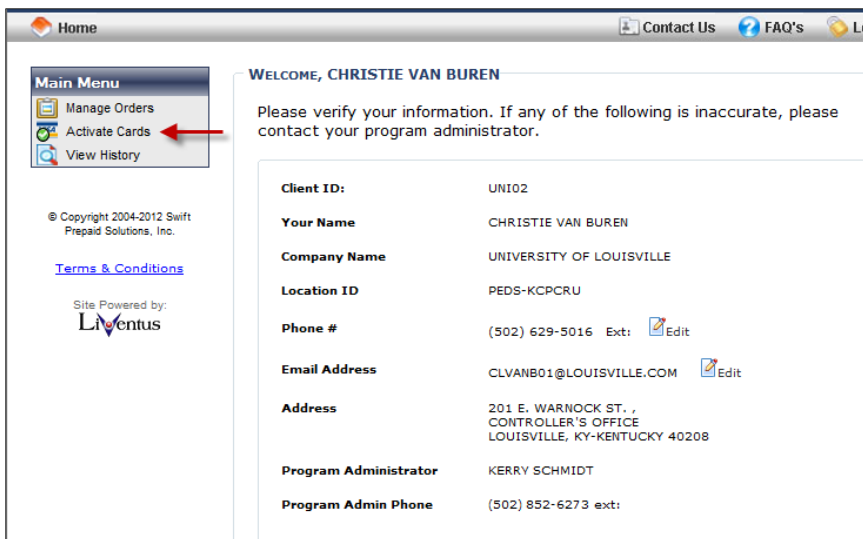 Home
Contact Us
FAQ's
Main Menu
Manage Orders
Activate Cards
View History
© Copyright 2004-2012 Swift
Prepaid Solutions, Inc.
Terms & Conditions
Site Powered by:
LiVentus
WELCOME, CHRISTIE VAN BUREN
Please verify your information. If any of the following is inaccurate, please
contact your program administrator.
Client ID: UNI02
Your Name CHRISTIE VAN BUREN
Company Name UNIVERSITY OF LOUISVILLE
Location ID PEDS-KCPCRU
Phone # (502) 629-5016 Ext: Edit
Email Address CLVANB01@LOUISVILLE.COM Edit
Address 201 E. WARNOCK ST. ,
CONTROLLER'S OFFICE
LOUISVILLE, KY-KENTUCKY 40208
Program Administrator KERRY SCHMIDT
Program Admin Phone (502) 852-6273 ext: